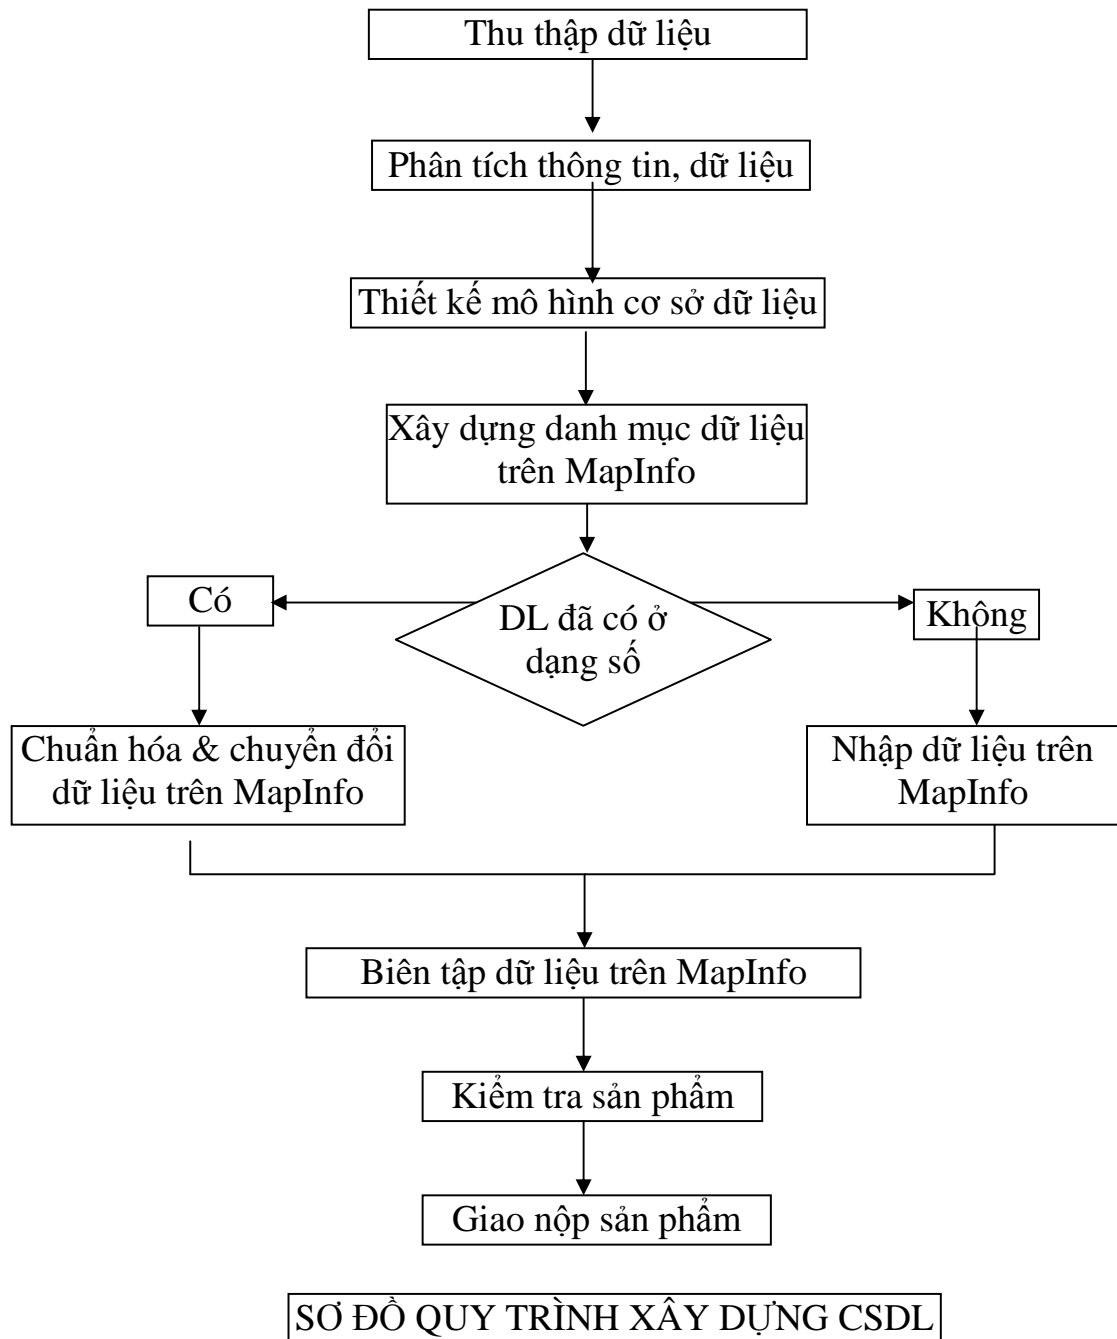 Thu thập dữ liệu
Phân tích thông tin, dữ liệu
Thiết kế mô hình cơ sở dữ liệu
Xây dựng danh mục dữ liệu
trên MapInfo
Có
DL đã có ở
dạng số
Không
Chuẩn hóa & chuyển đổi
dữ liệu trên MapInfo
Nhập dữ liệu trên
MapInfo
Biên tập dữ liệu trên MapInfo
Kiểm tra sản phẩm
Giao nộp sản phẩm
SƠ ĐỒ QUY TRÌNH XÂY DỰNG CSDL